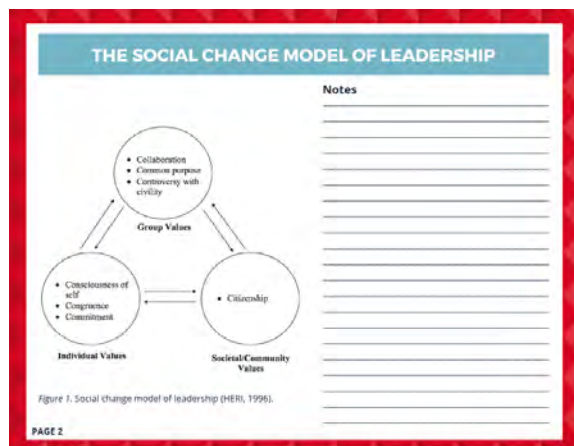 THE SOCIAL CHANGE MODEL OF LEADERSHIP
Notes
• Collaboration
• Common purpose
• Controversy with
civility
Group Values
• Consciousness of
self
• Congruence
• Commitment
Individual Values
• Citizenship
Societal/Community
Values
Figure 1. Social change model of leadership (HERI, 1996).
PAGE 2